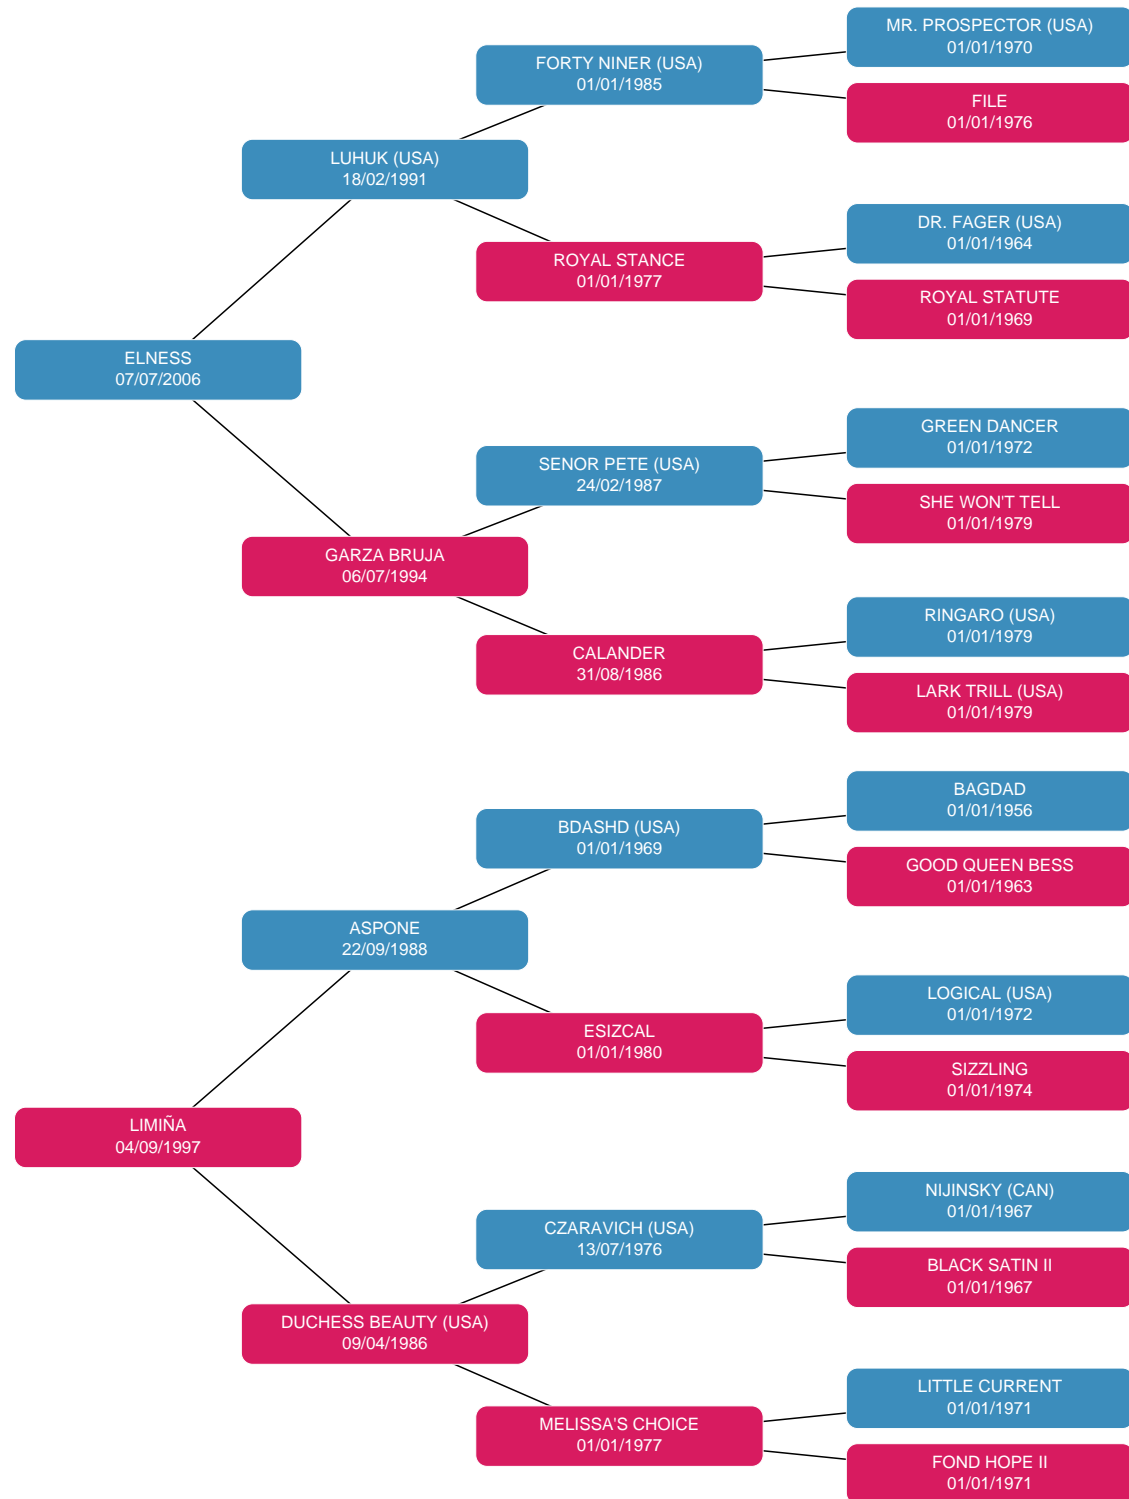 MR. PROSPECTOR (USA)
01/01/1970
FORTY NINER (USA)
01/01/1985
FILE
01/01/1976
LUHUK (USA)
18/02/1991
DR. FAGER (USA)
01/01/1964
ROYAL STANCE
01/01/1977
ROYAL STATUTE
01/01/1969
ELNESS
07/07/2006
GREEN DANCER
01/01/1972
SENOR PETE (USA)
24/02/1987
SHE WON'T TELL
01/01/1979
GARZA BRUJA
06/07/1994
RINGARO (USA)
01/01/1979
CALANDER
31/08/1986
LARK TRILL (USA)
01/01/1979
BAGDAD
01/01/1956
BDASHD (USA)
01/01/1969
GOOD QUEEN BESS
01/01/1963
ASPONE
22/09/1988
LOGICAL (USA)
01/01/1972
ESIZCAL
01/01/1980
SIZZLING
01/01/1974
LIMIÑA
04/09/1997
NIJINSKY (CAN)
01/01/1967
CZARAVICH (USA)
13/07/1976
BLACK SATIN II
01/01/1967
DUCHESS BEAUTY (USA)
09/04/1986
LITTLE CURRENT
01/01/1971
MELISSA'S CHOICE
01/01/1977
FOND HOPE II
01/01/1971